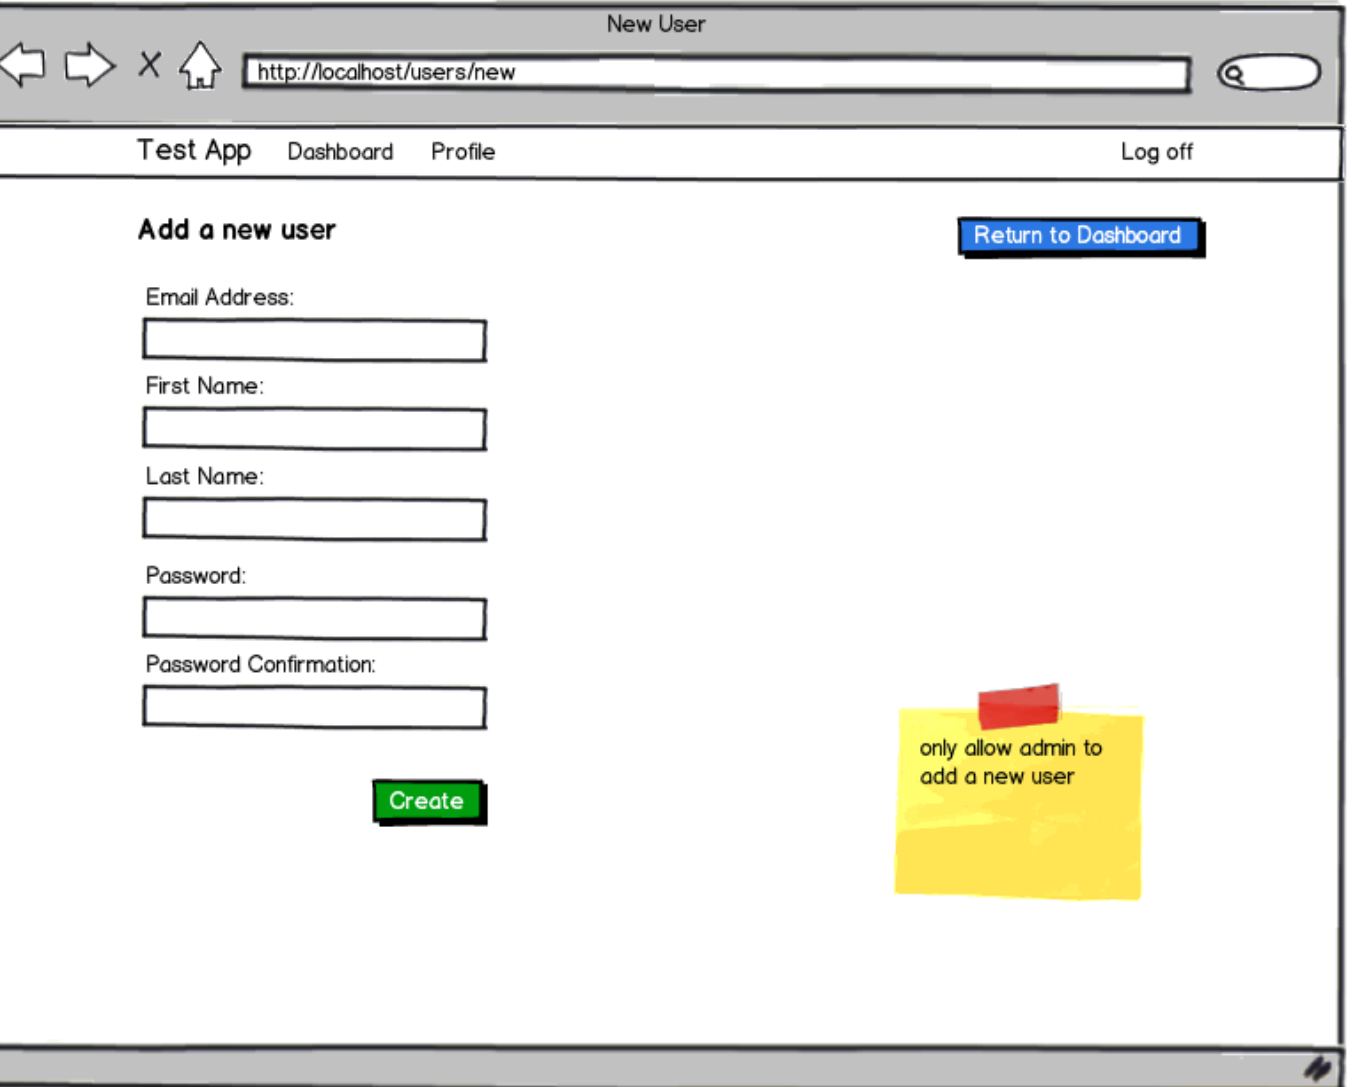 New User
http://localhost/users/new
Test App Dashboard Profile Log off
Add a new user
Return to Dashboard
Email Address:
First Name:
Last Name:
Password:
Password Confirmation:
only allow admin to
add a new user
Create